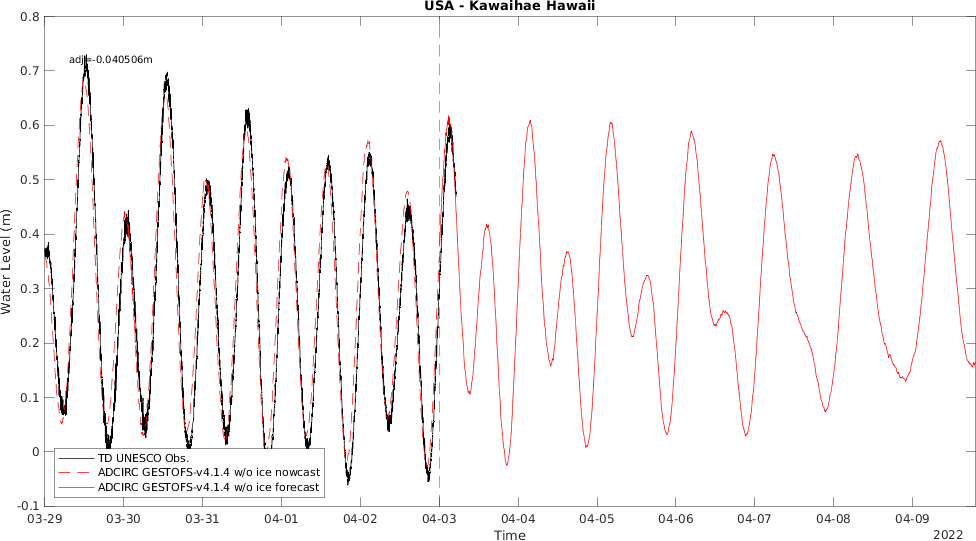 USA - Kawaihae Hawaii
adj=-0.040506m
0.8
0.7
0.6
0.5
0.4
0.3
0.2
0.1
0
-0.1
Water Level (m)
TD UNESCO Obs.
ADCIRC GESTOFS-v4.1.4 w/o ice nowcast
ADCIRC GESTOFS-v4.1.4 w/o ice forecast
03-29 03-30 03-31 04-01 04-02 04-03 04-04 04-05 04-06 04-07 04-08 04-09
Time
2022